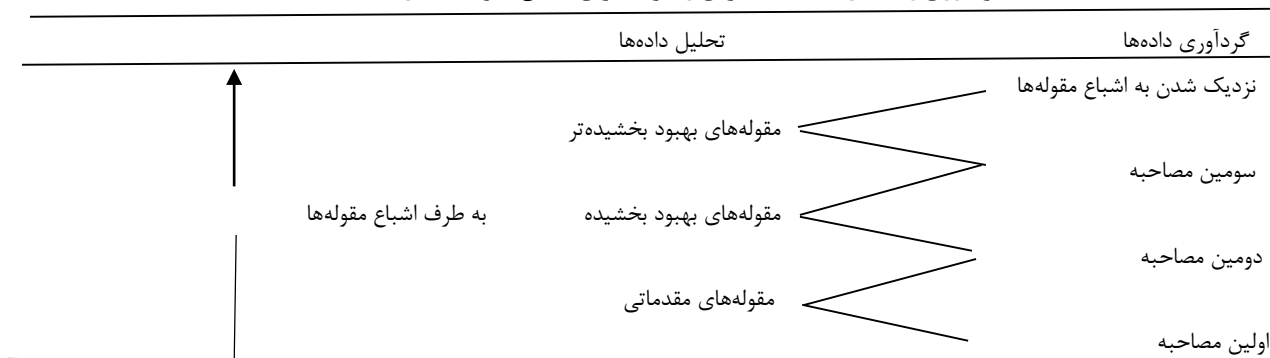 گردآوری داده‌ها تحلیل داده‌ها
نزدیک شدن به اشباع مقوله‌ها
مقوله‌های بهبود بخشیده‌تر
سومین مصاحبه
مقوله‌های بهبود بخشیده به طرف اشباع مقوله‌ها
دومین مصاحبه
مقوله‌های مقدماتی
اولین مصاحبه